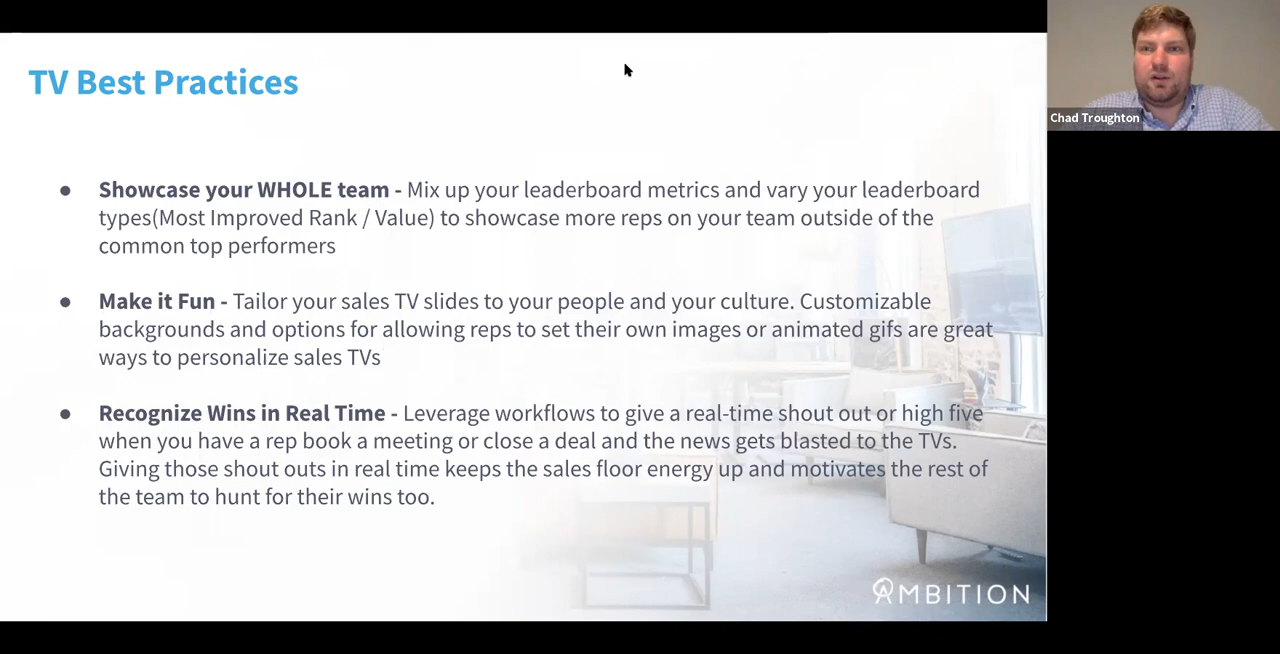 TV Best Practices
Chad Troughton
● Showcase your WHOLE team - Mix up your leaderboard metrics and vary your leaderboard
types(Most Improved Rank / Value) to showcase more reps on your team outside of the
common top performers
● Make it Fun - Tailor your sales TV slides to your people and your culture. Customizable
backgrounds and options for allowing reps to set their own images or animated gifs are great
ways to personalize sales TVs
● Recognize Wins in Real Time - Leverage workflows to give a real-time shout out or high five
when you have a rep book a meeting or close a deal and the news gets blasted to the TVs.
Giving those shout outs in real time keeps the sales floor energy up and motivates the rest of
the team to hunt for their wins too.
AMBITION